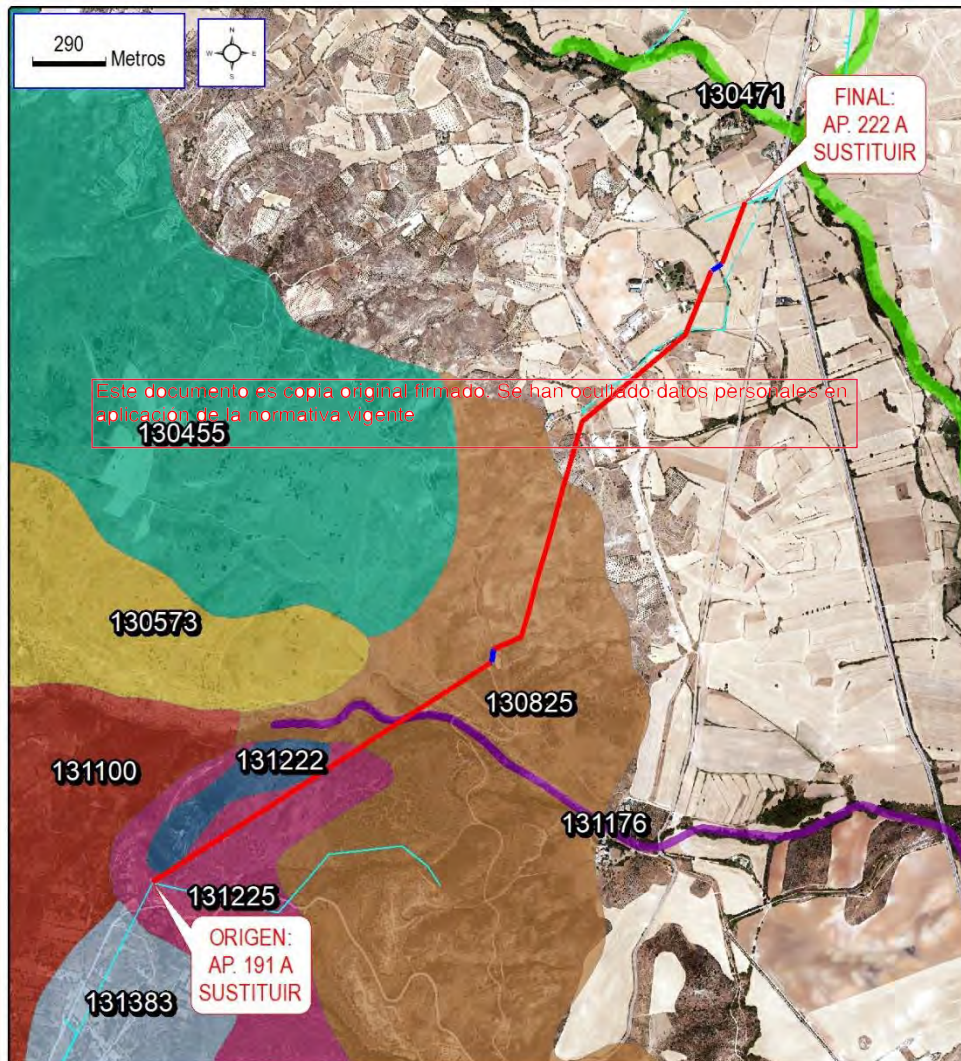 290
Metros
N
W E
S
130471
FINAL:
AP. 222 A
SUSTITUIR
Este documento es copia original firmado. Se han ocultado datos personales en
aplicación de la normativa vigente
130455
130573
130825
131100
131222
131176
131225
ORIGEN:
AP. 191 A
SUSTITUIR
131383